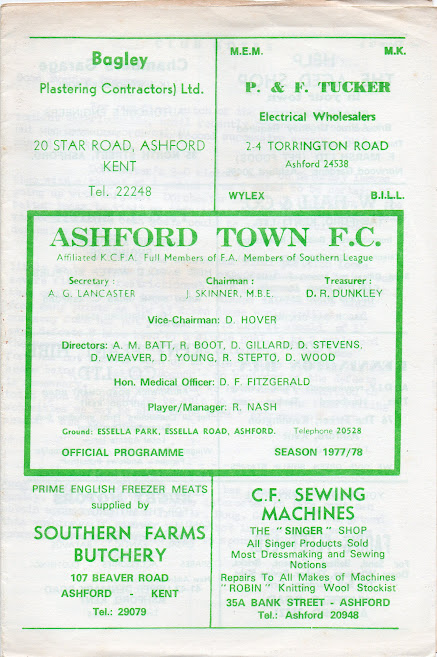 Bagley
Plastering Contractors) Ltd.
20 STAR ROAD, ASHFORD
KENT
Tel. 22248
M.E.M. M.K.
P. & F. TUCKER
Electrical Wholesalers
2-4 TORRINGTON ROAD
Ashford 24538
WYLEX B.I.L.L.
ASHFORD TOWN F.C.
Affiliated K.C.F.A. Full Members of F.A. Members of Southern League
Secretary : Chairman : Treasurer :
A. G. LANCASTER J. SKINNER, M.B.E. D. R. DUNKLEY
Vice-Chairman: D. HOVER
Directors: A. M. BATT, R. BOOT, D. GILLARD, D. STEVENS,
D. WEAVER, D. YOUNG, R. STEPTO, D. WOOD
Hon. Medical Officer: D. F. FITZGERALD
Player/Manager: R. NASH
Ground: ESSELLA PARK, ESSELLA ROAD, ASHFORD. Telephone 20528
OFFICIAL PROGRAMME SEASON 1977/78
PRIME ENGLISH FREEZER MEATS
supplied by
SOUTHERN FARMS
BUTCHERY
107 BEAVER ROAD
ASHFORD - KENT
Tel.: 29079
C.F. SEWING
MACHINES
THE "SINGER" SHOP
All Singer Products Sold
Most Dressmaking and Sewing
Notions
Repairs To All Makes of Machines
"ROBIN" Knitting Wool Stockist
35A BANK STREET - ASHFORD
Tel.: Ashford 20948